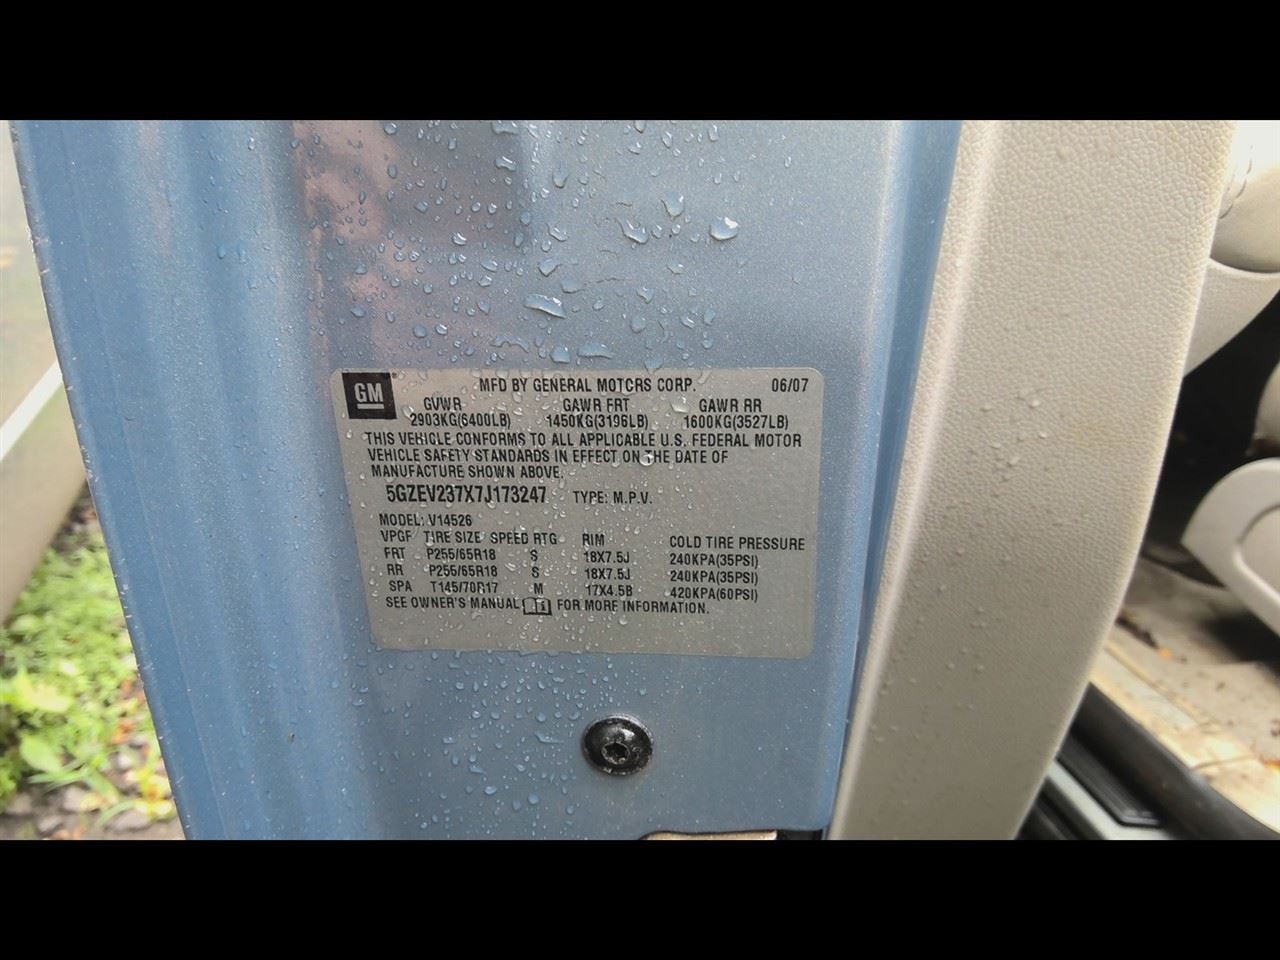 GM MFD BY GENERAL MOTORS CORP. 06/07
GVWR GAWR FRT GAWR RR
2903KG(6400LB) 1450KG(3196LB) 1600KG(3527LB)
THIS VEHICLE CONFORMS TO ALL APPLICABLE U.S. FEDERAL MOTOR
VEHICLE SAFETY STANDARDS IN EFFECT ON THE DATE OF
MANUFACTURE SHOWN ABOVE.
5GZEV237X7J173247 TYPE: M.P.V.
MODEL: V14526
VPGF TIRE SIZE SPEED RTG RIM COLD TIRE PRESSURE
FRT P255/65R18 S 18X7.5J 240KPA(35PSI)
RR P255/65R18 S 18X7.5J 240KPA(35PSI)
SPA T145/70R17 M 17X4.5B 420KPA(60PSI)
SEE OWNER'S MANUAL FOR MORE INFORMATION.